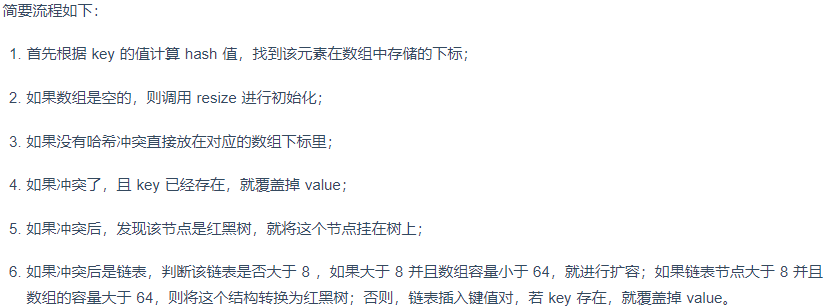 简要流程如下：
1. 首先根据 key 的值计算 hash 值，找到该元素在数组中存储的下标；
2. 如果数组是空的，则调用 resize 进行初始化；
3. 如果没有哈希冲突直接放在对应的数组下标里；
4. 如果冲突了，且 key 已经存在，就覆盖掉 value；
5. 如果冲突后，发现该节点是红黑树，就将这个节点挂在树上；
6. 如果冲突后是链表，判断该链表是否大于 8 ，如果大于 8 并且数组容量小于 64，就进行扩容；如果链表节点大于 8 并且
数组的容量大于 64，则将这个结构转换为红黑树；否则，链表插入键值对，若 key 存在，就覆盖掉 value。